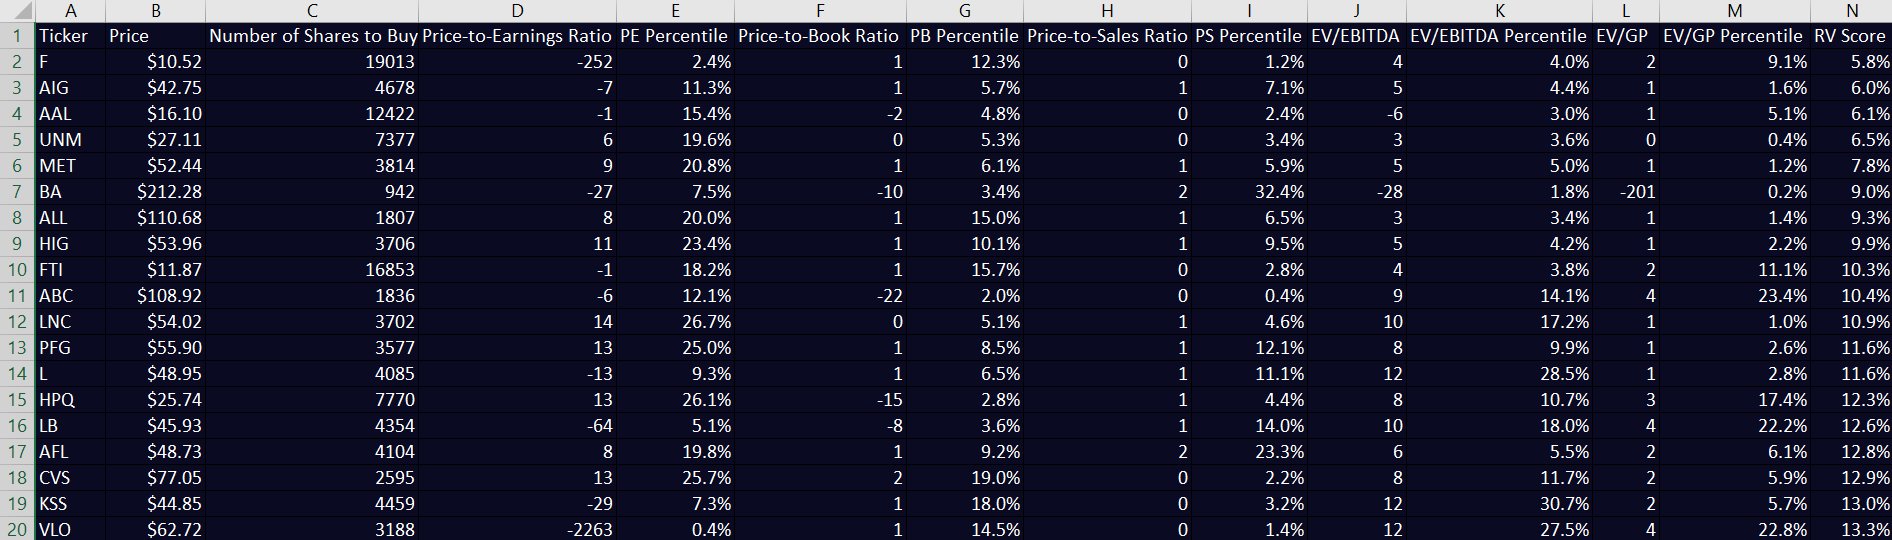 A B C D E F G H I J K L M N
1 Ticker Price Number of Shares to Buy Price-to-Earnings Ratio PE Percentile Price-to-Book Ratio PB Percentile Price-to-Sales Ratio PS Percentile EV/EBITDA EV/EBITDA Percentile EV/GP EV/GP Percentile RV Score
2 F $10.52 19013 -252 2.4% 1 12.3% 0 1.2% 4 4.0% 2 9.1% 5.8%
3 AIG $42.75 4678 -7 11.3% 1 5.7% 1 7.1% 5 4.4% 1 1.6% 6.0%
4 AAL $16.10 12422 -1 15.4% -2 4.8% 0 2.4% -6 3.0% 1 5.1% 6.1%
5 UNM $27.11 7377 6 19.6% 0 5.3% 0 3.4% 3 3.6% 0 0.4% 6.5%
6 MET $52.44 3814 9 20.8% 1 6.1% 1 5.9% 5 5.0% 1 1.2% 7.8%
7 BA $212.28 942 -27 7.5% -10 3.4% 2 32.4% -28 1.8% -201 0.2% 9.0%
8 ALL $110.68 1807 8 20.0% 1 15.0% 1 6.5% 3 3.4% 1 1.4% 9.3%
9 HIG $53.96 3706 11 23.4% 1 10.1% 1 9.5% 5 4.2% 1 2.2% 9.9%
10 FTI $11.87 16853 -1 18.2% 1 15.7% 0 2.8% 4 3.8% 2 11.1% 10.3%
11 ABC $108.92 1836 -6 12.1% -22 2.0% 0 0.4% 9 14.1% 4 23.4% 10.4%
12 LNC $54.02 3702 14 26.7% 0 5.1% 1 4.6% 10 17.2% 1 1.0% 10.9%
13 PFG $55.90 3577 13 25.0% 1 8.5% 1 12.1% 8 9.9% 1 2.6% 11.6%
14 L $48.95 4085 -13 9.3% 1 6.5% 1 11.1% 12 28.5% 1 2.8% 11.6%
15 HPQ $25.74 7770 13 26.1% -15 2.8% 1 4.4% 8 10.7% 3 17.4% 12.3%
16 LB $45.93 4354 -64 5.1% -8 3.6% 1 14.0% 10 18.0% 4 22.2% 12.6%
17 AFL $48.73 4104 8 19.8% 1 9.2% 2 23.3% 6 5.5% 2 6.1% 12.8%
18 CVS $77.05 2595 13 25.7% 2 19.0% 0 2.2% 8 11.7% 2 5.9% 12.9%
19 KSS $44.85 4459 -29 7.3% 1 18.0% 0 3.2% 12 30.7% 2 5.7% 13.0%
20 VLO $62.72 3188 -2263 0.4% 1 14.5% 0 1.4% 12 27.5% 4 22.8% 13.3%